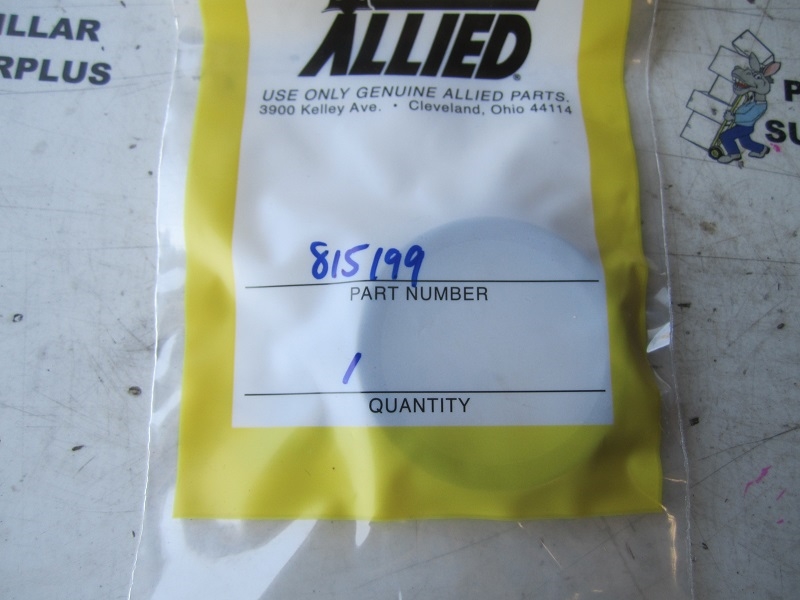 ILLAR
RPLUS
ALLIED®
USE ONLY GENUINE ALLIED PARTS.
3900 Kelley Ave. • Cleveland, Ohio 44114
P
SU
815199
PART NUMBER
1
QUANTITY